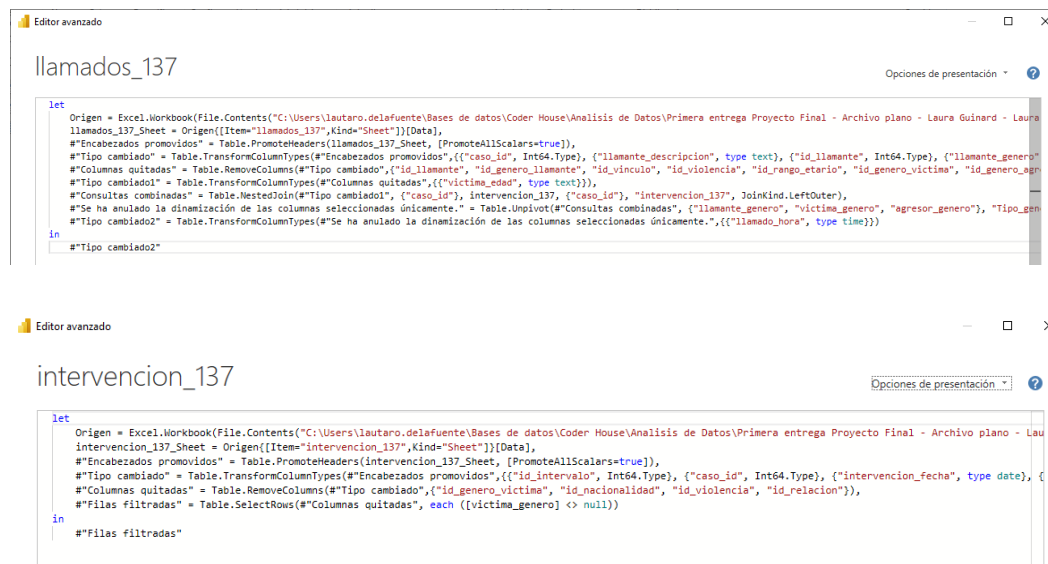 Editor avanzado
llamados_137
Opciones de presentación
let
Origen = Excel.Workbook(File.Contents("C:\Users\lautaro.delafuente\Bases de datos\Coder House\Analisis de Datos\Primera entrega Proyecto Final - Archivo plano - Laura Guinard - Laura
llamados_137_Sheet = Origen{[Item="llamados_137",Kind="Sheet"]}[Data],
#"Encabezados promovidos" = Table.PromoteHeaders(llamados_137_Sheet, [PromoteAllScalars=true]),
#"Tipo cambiado" = Table.TransformColumnTypes(#"Encabezados promovidos",{{"caso_id", Int64.Type}, {"llamante_descripcion", type text}, {"id_llamante", Int64.Type}, {"llamante_genero"
#"Columnas quitadas" = Table.RemoveColumns(#"Tipo cambiado",{"id_llamante", "id_genero_llamante", "id_vinculo", "id_violencia", "id_rango_etario", "id_genero_victima", "id_genero_agr
#"Tipo cambiado1" = Table.TransformColumnTypes(#"Columnas quitadas",{{"victima_edad", type text}}),
#"Consultas combinadas" = Table.NestedJoin(#"Tipo cambiado1", {"caso_id"}, intervencion_137, {"caso_id"}, "intervencion_137", JoinKind.LeftOuter),
#"Se ha anulado la dinamización de las columnas seleccionadas únicamente." = Table.Unpivot(#"Consultas combinadas", {"llamante_genero", "victima_genero", "agresor_genero"}, "Tipo_gen
#"Tipo cambiado2" = Table.TransformColumnTypes(#"Se ha anulado la dinamización de las columnas seleccionadas únicamente.",{{"llamado_hora", type time}})
in
#"Tipo cambiado2"
Editor avanzado
intervencion_137
Opciones de presentación
let
Origen = Excel.Workbook(File.Contents("C:\Users\lautaro.delafuente\Bases de datos\Coder House\Analisis de Datos\Primera entrega Proyecto Final - Archivo plano - Lau
intervencion_137_Sheet = Origen{[Item="intervencion_137",Kind="Sheet"]}[Data],
#"Encabezados promovidos" = Table.PromoteHeaders(intervencion_137_Sheet, [PromoteAllScalars=true]),
#"Tipo cambiado" = Table.TransformColumnTypes(#"Encabezados promovidos",{{"id_intervalo", Int64.Type}, {"caso_id", Int64.Type}, {"intervencion_fecha", type date}, {
#"Columnas quitadas" = Table.RemoveColumns(#"Tipo cambiado",{"id_genero_victima", "id_nacionalidad", "id_violencia", "id_relacion"}),
#"Filas filtradas" = Table.SelectRows(#"Columnas quitadas", each ([victima_genero] <> null))
in
#"Filas filtradas"